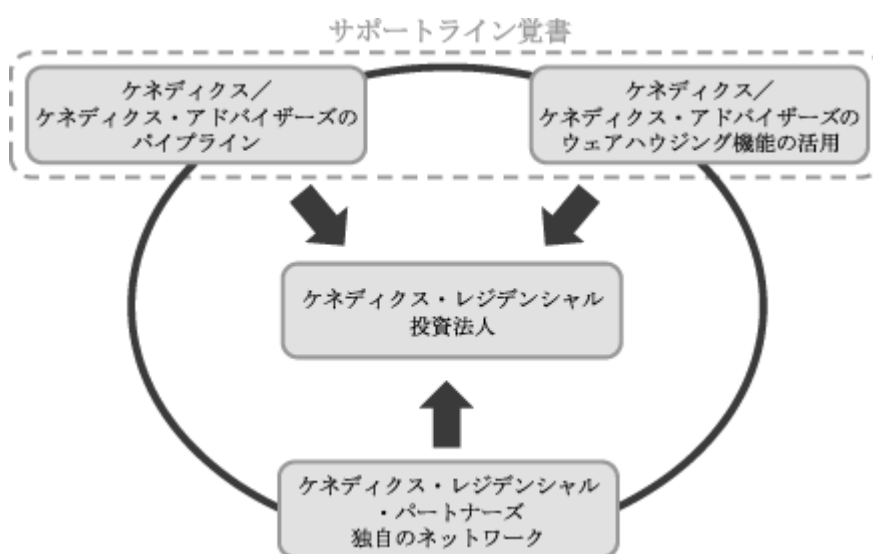 サポートライン覚書
ケネディクス／
ケネディクス・アドバイザーズの
パイプライン
ケネディクス／
ケネディクス・アドバイザーズの
ウェアハウジング機能の活用
ケネディクス・レジデンシャル
投資法人
ケネディクス・レジデンシャル
・パートナーズ
独自のネットワーク